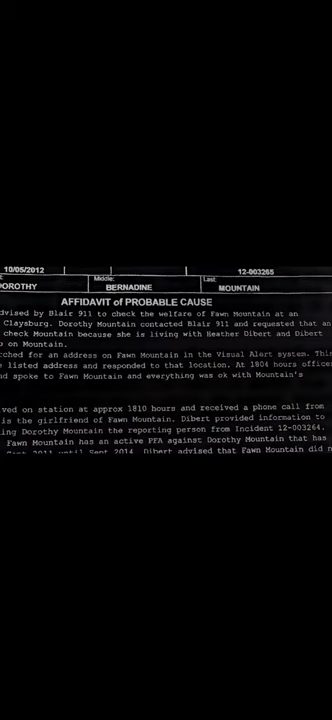 10/05/2012 12-003265
Middle: Last:
DOROTHY BERNADINE MOUNTAIN
AFFIDAVIT of PROBABLE CAUSE
dvised by Blair 911 to check the welfare of Fawn Mountain at an
Claysburg. Dorothy Mountain contacted Blair 911 and requested that an
check Mountain because she is living with Heather Dibert and Dibert
p on Mountain.
rched for an address on Fawn Mountain in the Visual Alert system. This
e listed address and responded to that location. At 1804 hours officer
nd spoke to Fawn Mountain and everything was ok with Mountain's
ved on station at approx 1810 hours and received a phone call from
is the girlfriend of Fawn Mountain. Dibert provided information to
ing Dorothy Mountain the reporting person from Incident 12-003264.
Fawn Mountain has an active PFA against Dorothy Mountain that has
Sept 2011 until Sept 2014. Dibert advised that Fawn Mountain did n